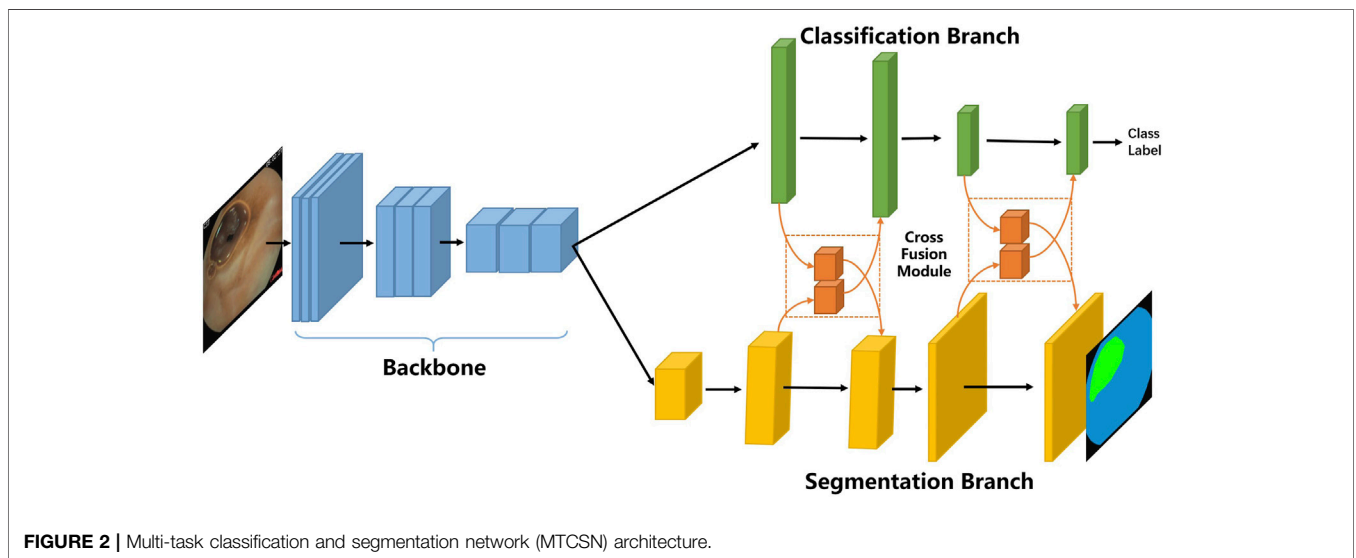 Classification Branch
Class
Label
Cross
Fusion
Module
Backbone
Segmentation Branch
FIGURE 2 | Multi-task classification and segmentation network (MTCSN) architecture.